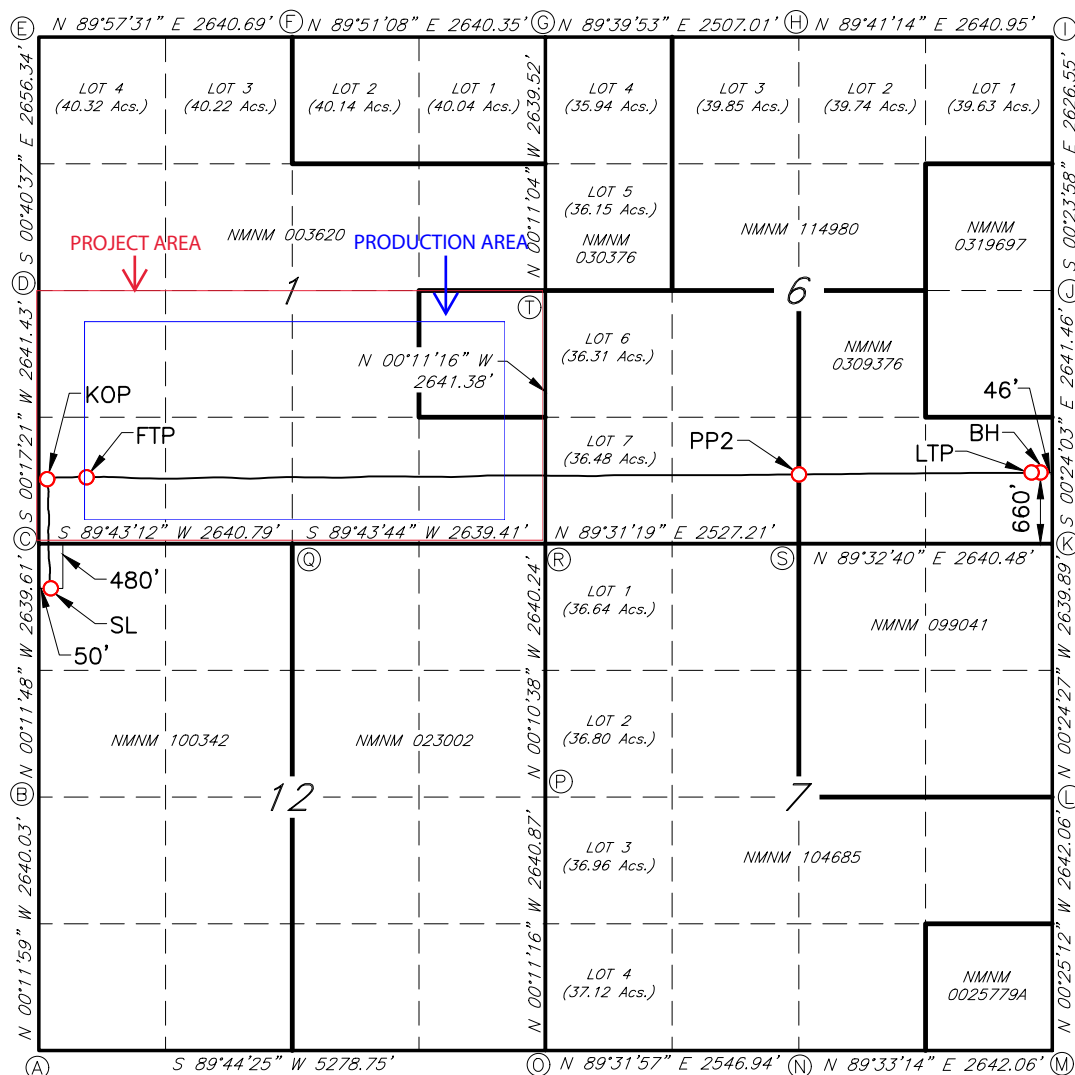 E N 89°57'31" E 2640.69' F N 89°51'08" E 2640.35' G N 89°39'53" E 2507.01' H N 89°41'14" E 2640.95' I
S 00°40'37" E 2656.34'
LOT 4
(40.32 Acs.)
LOT 3
(40.22 Acs.)
LOT 2
(40.14 Acs.)
LOT 1
(40.04 Acs.)
N 00°11'04" W 2639.52'
LOT 4
(35.94 Acs.)
LOT 3
(39.85 Acs.)
LOT 2
(39.74 Acs.)
LOT 1
(39.63 Acs.)
S 00°23'58" E 2626.55'
LOT 5
(36.15 Acs.)
NMNM
030376
NMNM 003620
NMNM 114980
NMNM
0319697
PROJECT AREA
PRODUCTION AREA
D
1
T
6
J
S 00°17'21" W 2641.43'
LOT 6
(36.31 Acs.)
N 00°11'16" W
2641.38'
NMNM
0309376
S 00°24'03" E 2641.46'
KOP
FTP
LOT 7
(36.48 Acs.)
PP2
46'
BH
LTP
660'
C
S 89°43'12" W 2640.79'
S 89°43'44" W 2639.41'
N 89°31'19" E 2527.21'
N 89°32'40" E 2640.48'
K
Q
R
S
480'
SL
50'
N 00°11'48" W 2639.61'
N 00°10'38" W 2640.24'
LOT 1
(36.64 Acs.)
NMNM 099041
N 00°24'27" W 2639.89'
LOT 2
(36.80 Acs.)
NMNM 100342
NMNM 023002
B
12
P
7
L
N 00°11'59" W 2640.03'
N 00°11'16" W 2640.87'
LOT 3
(36.96 Acs.)
NMNM 104685
N 00°25'12" W 2642.06'
LOT 4
(37.12 Acs.)
NMNM
0025779A
A S 89°44'25" W 5278.75' O N 89°31'57" E 2546.94' N N 89°33'14" E 2642.06' M